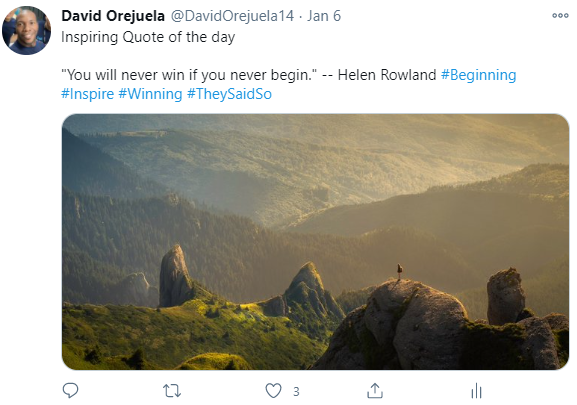 David Orejuela @DavidOrejuela14 · Jan 6
Inspiring Quote of the day
"You will never win if you never begin." -- Helen Rowland #Beginning
#Inspire #Winning #TheySaidSo
3